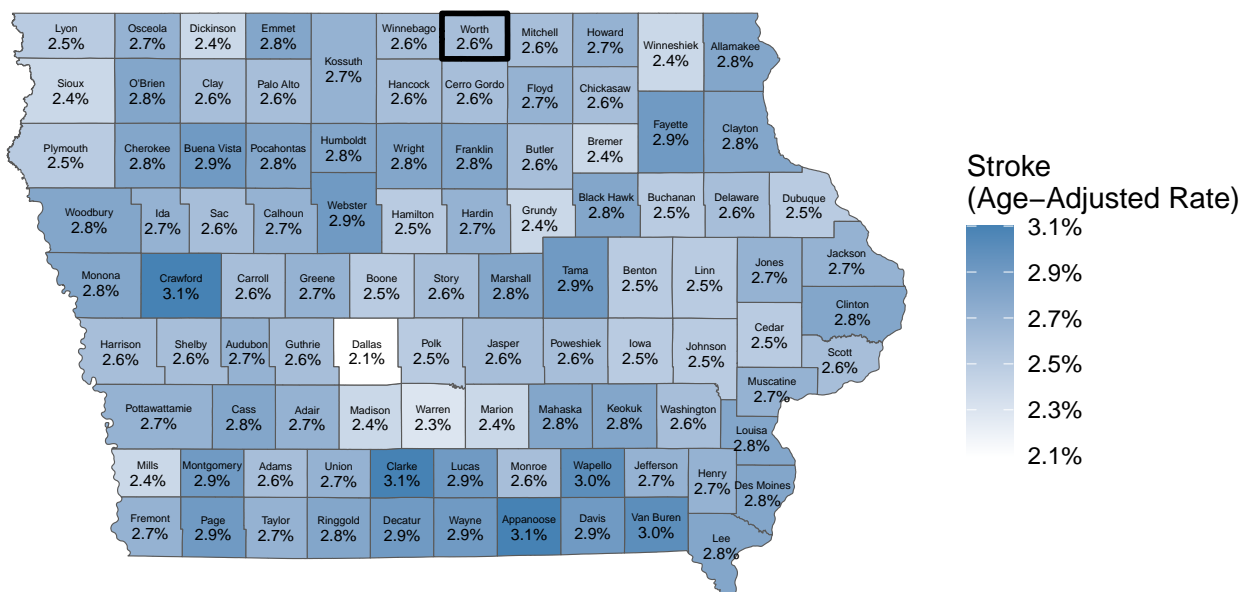 Lyon
2.5%
Osceola
2.7%
Dickinson
2.4%
Emmet
2.8%
Kossuth
2.7%
Winnebago
2.6%
Worth
2.6%
Mitchell
2.6%
Howard
2.7%
Winneshiek
2.4%
Allamakee
2.8%
Sioux
2.4%
O'Brien
2.8%
Clay
2.6%
Palo Alto
2.6%
Hancock
2.6%
Cerro Gordo
2.6%
Floyd
2.7%
Chickasaw
2.6%
Fayette
2.9%
Clayton
2.8%
Plymouth
2.5%
Cherokee
2.8%
Buena Vista
2.9%
Pocahontas
2.8%
Humboldt
2.8%
Wright
2.8%
Franklin
2.8%
Butler
2.6%
Bremer
2.4%
Woodbury
2.8%
Ida
2.7%
Sac
2.6%
Calhoun
2.7%
Webster
2.9%
Hamilton
2.5%
Hardin
2.7%
Grundy
2.4%
Black Hawk
2.8%
Buchanan
2.5%
Delaware
2.6%
Dubuque
2.5%
Monona
2.8%
Crawford
3.1%
Carroll
2.6%
Greene
2.7%
Boone
2.5%
Story
2.6%
Marshall
2.8%
Tama
2.9%
Benton
2.5%
Linn
2.5%
Jones
2.7%
Jackson
2.7%
Clinton
2.8%
Harrison
2.6%
Shelby
2.6%
Audubon
2.7%
Guthrie
2.6%
Dallas
2.1%
Polk
2.5%
Jasper
2.6%
Poweshiek
2.6%
Iowa
2.5%
Johnson
2.5%
Cedar
2.5%
Scott
2.6%
Muscatine
2.7%
Pottawattamie
2.7%
Cass
2.8%
Adair
2.7%
Madison
2.4%
Warren
2.3%
Marion
2.4%
Mahaska
2.8%
Keokuk
2.8%
Washington
2.6%
Louisa
2.8%
Mills
2.4%
Montgomery
2.9%
Adams
2.6%
Union
2.7%
Clarke
3.1%
Lucas
2.9%
Monroe
2.6%
Wapello
3.0%
Jefferson
2.7%
Henry
2.7%
Des Moines
2.8%
Fremont
2.7%
Page
2.9%
Taylor
2.7%
Ringgold
2.8%
Decatur
2.9%
Wayne
2.9%
Appanoose
3.1%
Davis
2.9%
Van Buren
3.0%
Lee
2.8%
Stroke
(Age−Adjusted Rate)
3.1%
2.9%
2.7%
2.5%
2.3%
2.1%